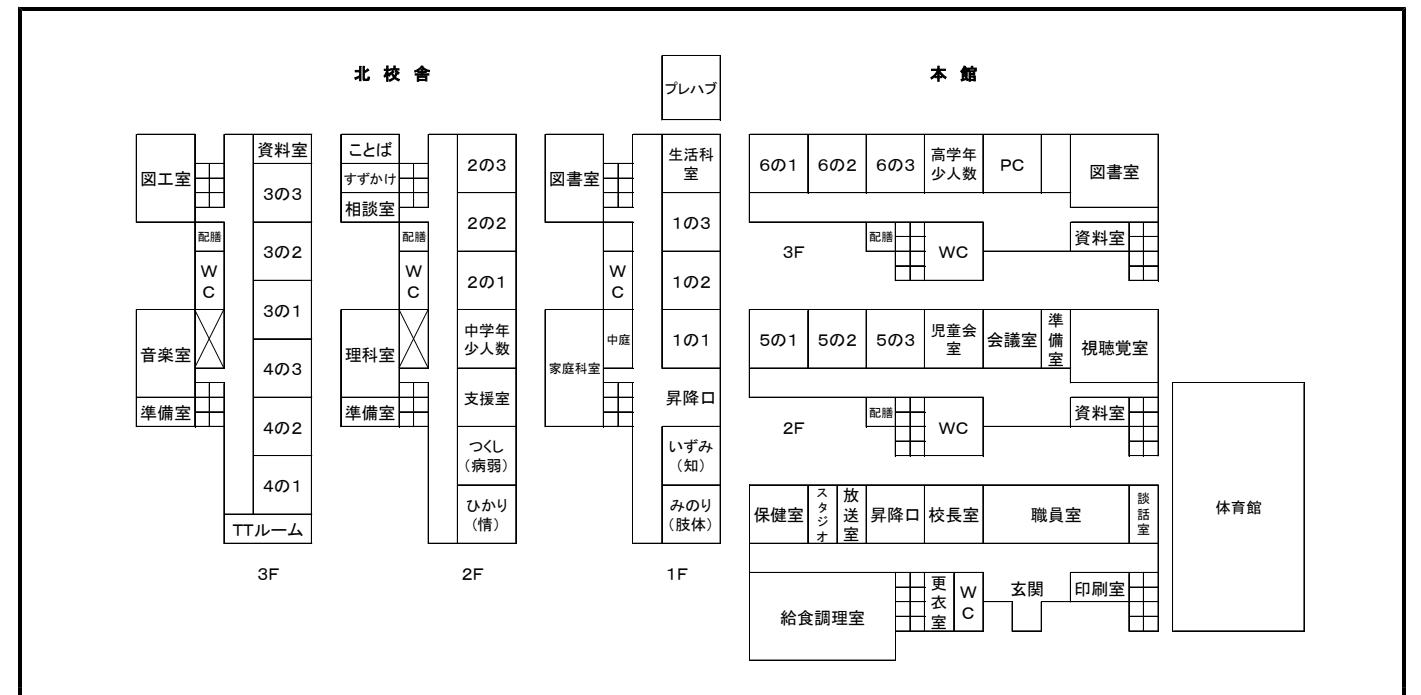 北校舎
本館
プレハブ
図工室
資料室
3の3
配膳
3の2
W
C
3の1
音楽室
4の3
準備室
4の2
4の1
TTルーム
3F
ことば
すずかけ
相談室
2の3
2の2
配膳
W
C
2の1
理科室
中学年
少人数
準備室
支援室
つくし
(病弱)
ひかり
(情)
2F
図書室
生活科
室
1の3
W
C
1の2
家庭科室
中庭
1の1
昇降口
いずみ
(知)
みのり
(肢体)
1F
6の1
6の2
6の3
高学年
少人数
PC
図書室
3F
配膳
WC
資料室
5の1
5の2
5の3
児童会
室
会議室
準
備
室
視聴覚室
2F
配膳
WC
資料室
保健室
ス
タ
ジ
オ
放
送
室
昇降口
校長室
職員室
談
話
室
給食調理室
更
衣
室
W
C
玄関
印刷室
体育館